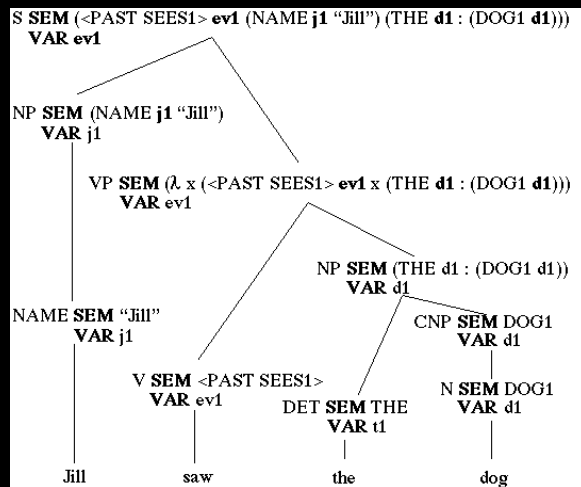 S SEM (<PAST SEES1> ev1 (NAME j1 “Jill”) (THE d1 : (DOG1 d1)))
VAR ev1
NP SEM (NAME j1 “Jill”)
VAR j1
VP SEM (λ x (<PAST SEES1> ev1 x (THE d1 : (DOG1 d1)))
VAR ev1
NP SEM (THE d1 : (DOG1 d1))
VAR d1
NAME SEM “Jill”
VAR j1
CNP SEM DOG1
VAR d1
V SEM <PAST SEES1>
VAR ev1
DET SEM THE
VAR t1
N SEM DOG1
VAR d1
Jill saw the dog